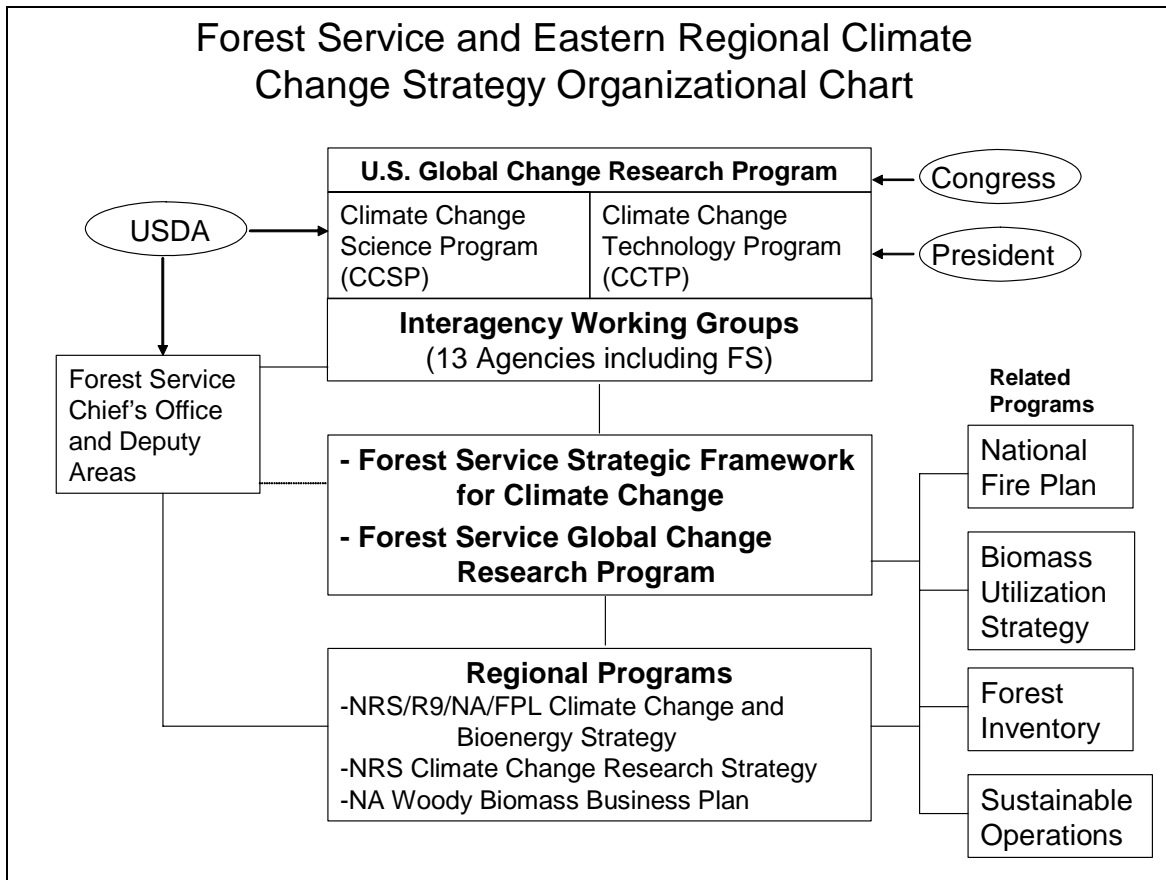 Forest Service and Eastern Regional Climate
Change Strategy Organizational Chart
U.S. Global Change Research Program
Congress
USDA
Climate Change
Science Program
(CCSP)
Climate Change
Technology Program
(CCTP)
President
Interagency Working Groups
(13 Agencies including FS)
Forest Service
Chief's Office
and Deputy
Areas
Related
Programs
- Forest Service Strategic Framework
for Climate Change
- Forest Service Global Change
Research Program
National
Fire Plan
Biomass
Utilization
Strategy
Regional Programs
-NRS/R9/NA/FPL Climate Change and
Bioenergy Strategy
-NRS Climate Change Research Strategy
-NA Woody Biomass Business Plan
Forest
Inventory
Sustainable
Operations